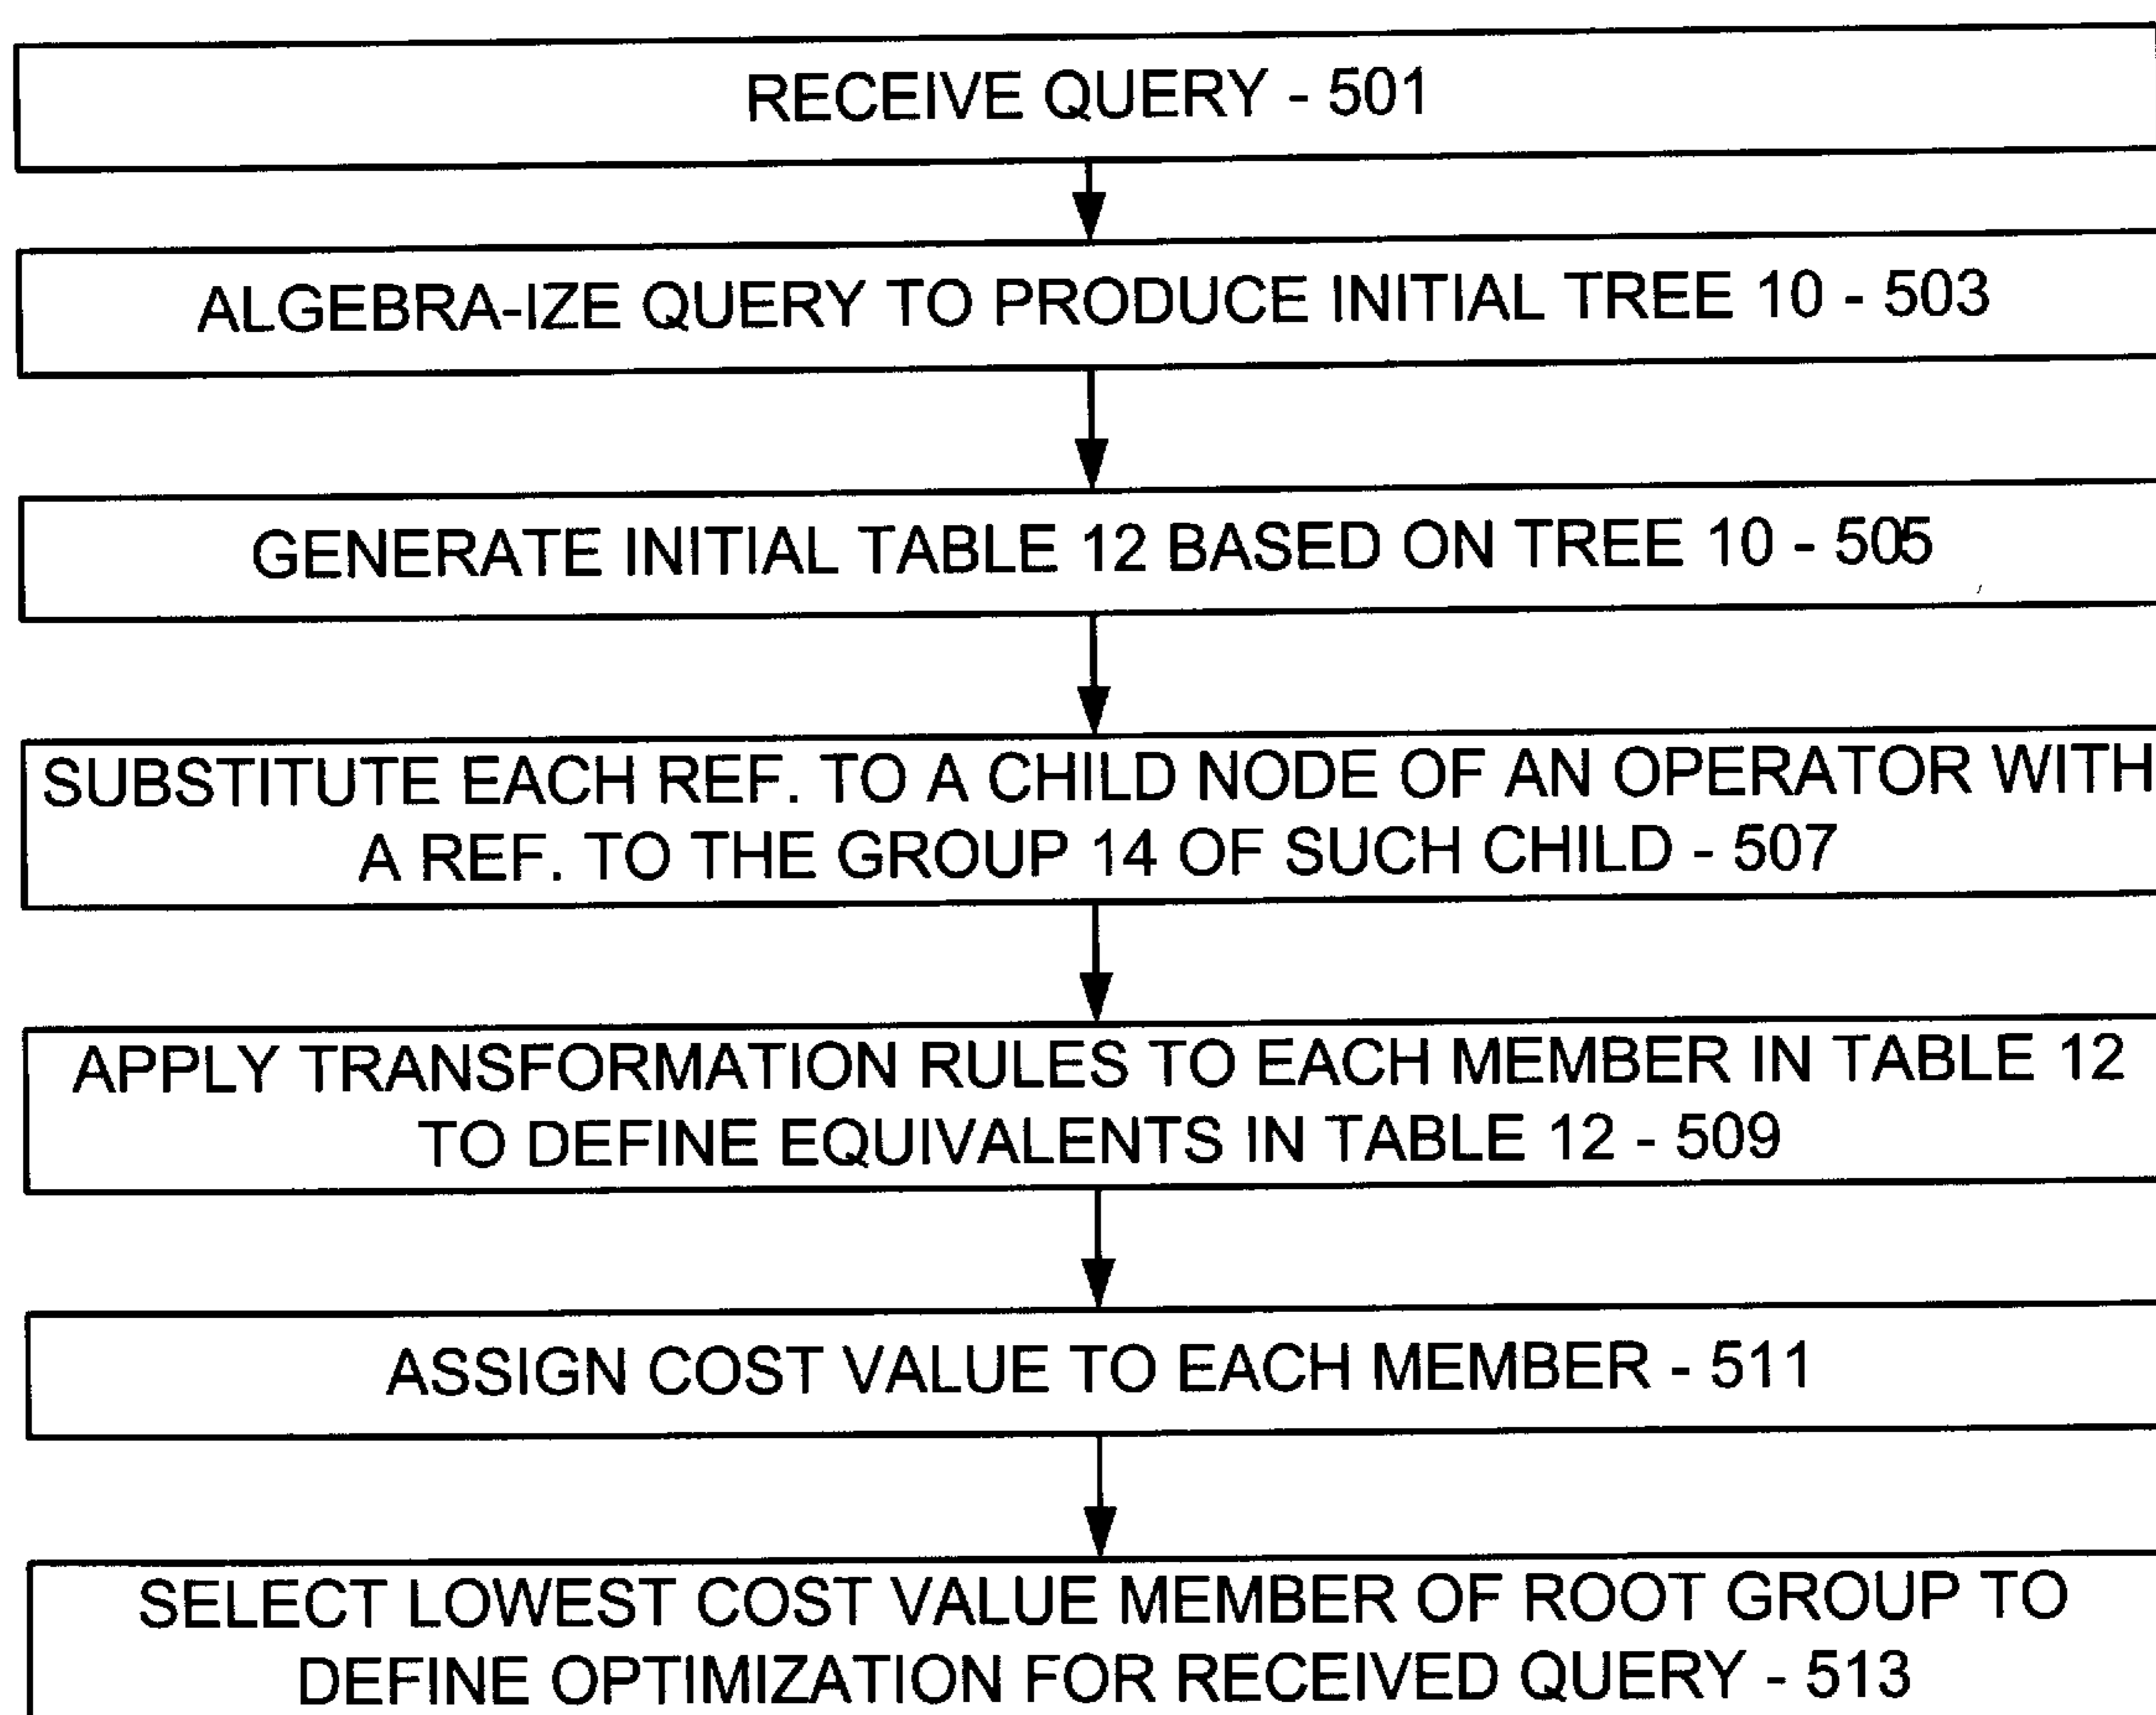 RECEIVE QUERY - 501
ALGEBRA-IZE QUERY TO PRODUCE INITIAL TREE 10 - 503
GENERATE INITIAL TABLE 12 BASED ON TREE 10 - 505
SUBSTITUTE EACH REF. TO A CHILD NODE OF AN OPERATOR WITH
A REF. TO THE GROUP 14 OF SUCH CHILD - 507
APPLY TRANSFORMATION RULES TO EACH MEMBER IN TABLE 12
TO DEFINE EQUIVALENTS IN TABLE 12 - 509
ASSIGN COST VALUE TO EACH MEMBER - 511
SELECT LOWEST COST VALUE MEMBER OF ROOT GROUP TO
DEFINE OPTIMIZATION FOR RECEIVED QUERY - 513